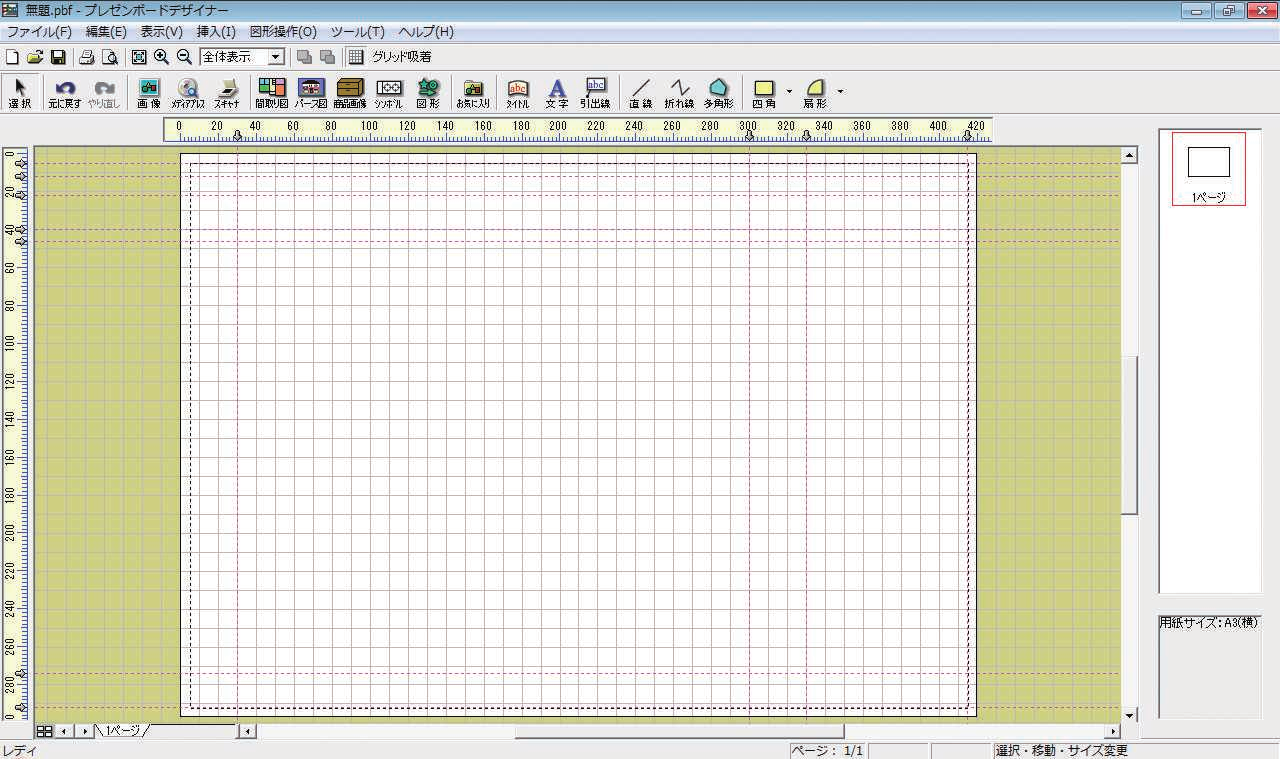 無題.pbf - プレゼンボードデザイナー
ファイル(F) 編集(E) 表示(V) 挿入(I) 図形操作(O) ツール(T) ヘルプ(H)
全体表示 グリッド吸着
選択 元に戻す やり直し 画像 メディアプレス スキャナ 間取り図 パース図 商品画像 シンボル 図形 お気に入り タイトル 文字 引出線 直線 折れ線 多角形 四角 扇形
0 20 40 60 80 100 120 140 160 180 200 220 240 260 280 300 320 340 360 380 400 420
0
20
40
60
80
100
120
140
160
180
200
220
240
260
280
0
1ページ
用紙サイズ:A3(横)
1ページ
レディ ページ: 1/1 選択・移動・サイズ変更